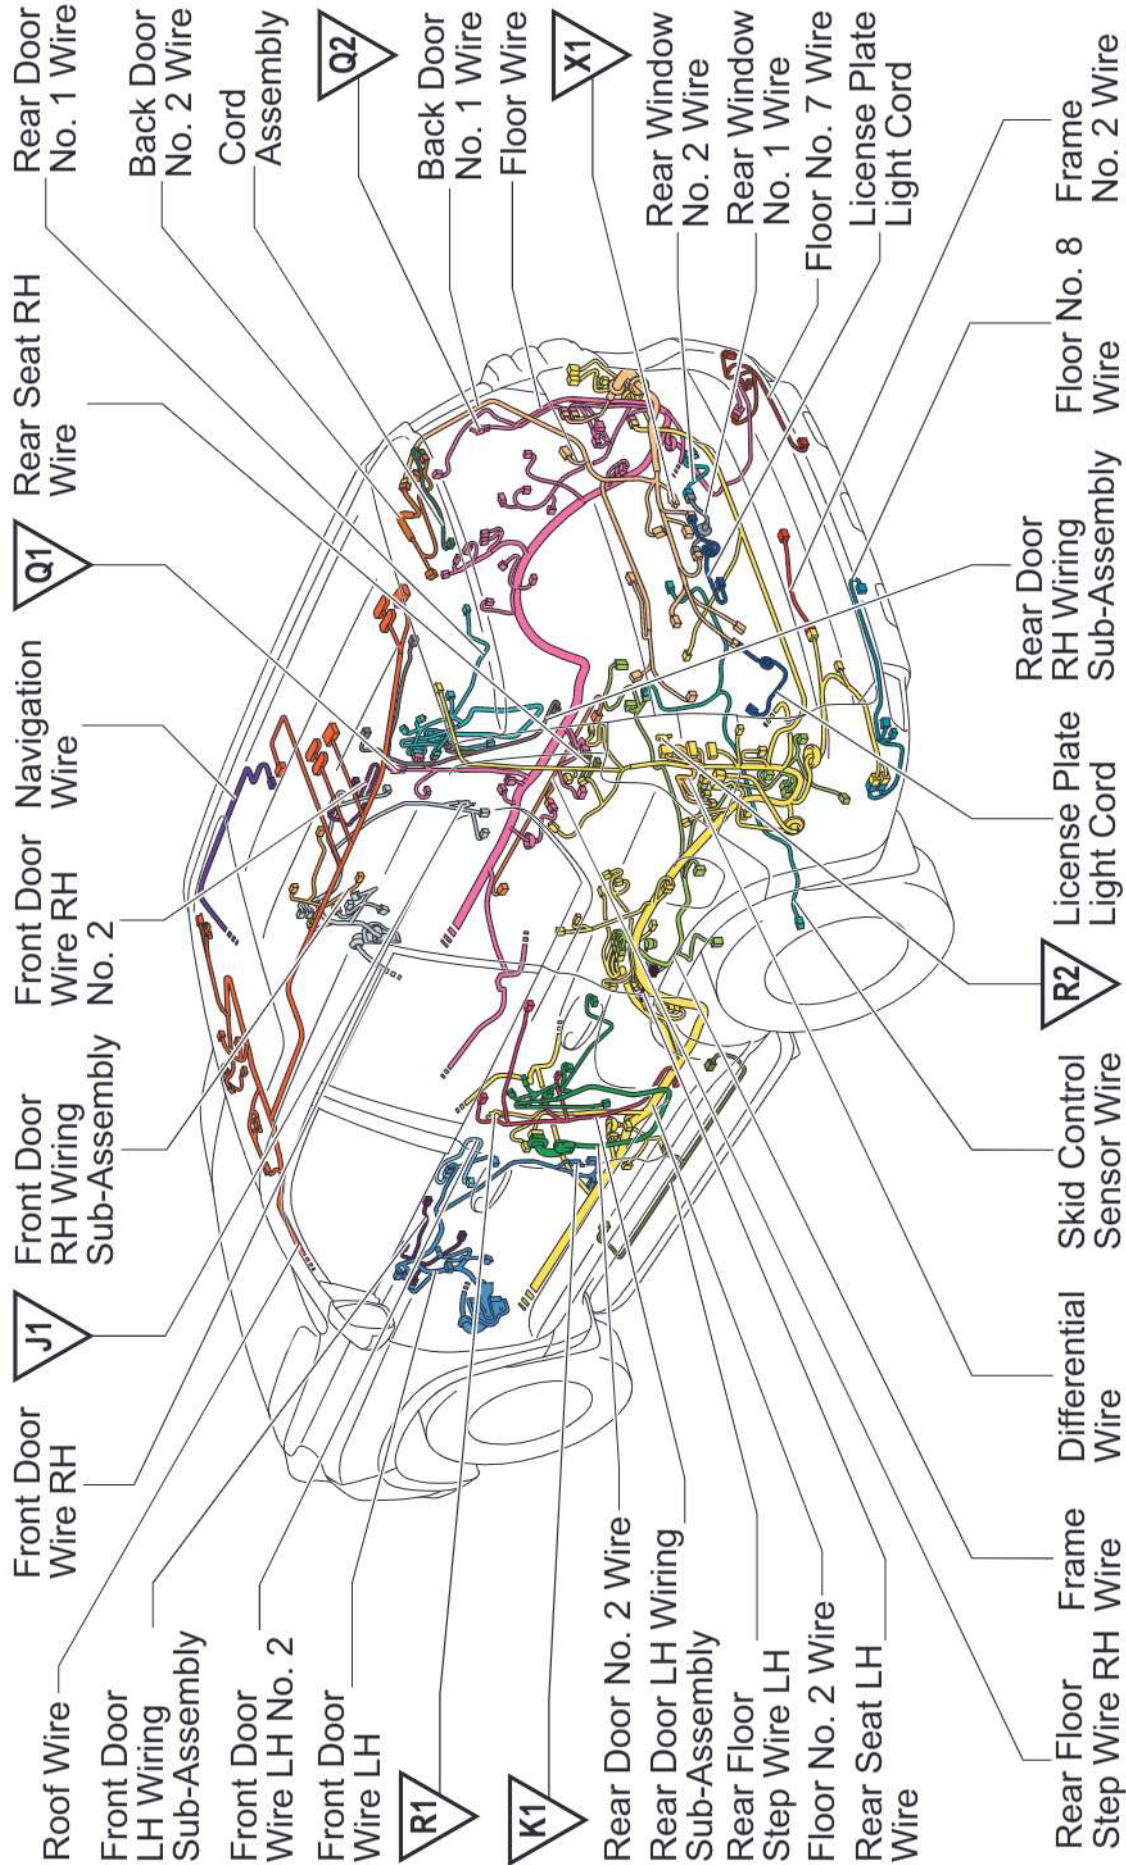 Roof Wire
Front Door
LH Wiring
Sub-Assembly
Front Door
Wire LH No. 2
Front Door
Wire LH
R1
K1
Rear Door No. 2 Wire
Rear Door LH Wiring
Sub-Assembly
Rear Floor
Step Wire LH
Floor No. 2 Wire
Rear Seat LH
Wire
Front Door
Wire RH
J1
Front Door
RH Wiring
Sub-Assembly
Front Door
Wire RH
No. 2
Navigation
Wire
Q1
Rear Seat RH
Wire
Rear Door
No. 1 Wire
Back Door
No. 2 Wire
Cord
Assembly
Q2
Back Door
No. 1 Wire
Floor Wire
X1
Rear Window
No. 2 Wire
Rear Window
No. 1 Wire
Floor No. 7 Wire
License Plate
Light Cord
Rear Floor
Step Wire RH
Frame
Wire
Differential
Wire
Skid Control
Sensor Wire
R2
License Plate
Light Cord
Rear Door
RH Wiring
Sub-Assembly
Floor No. 8
Wire
Frame
No. 2 Wire